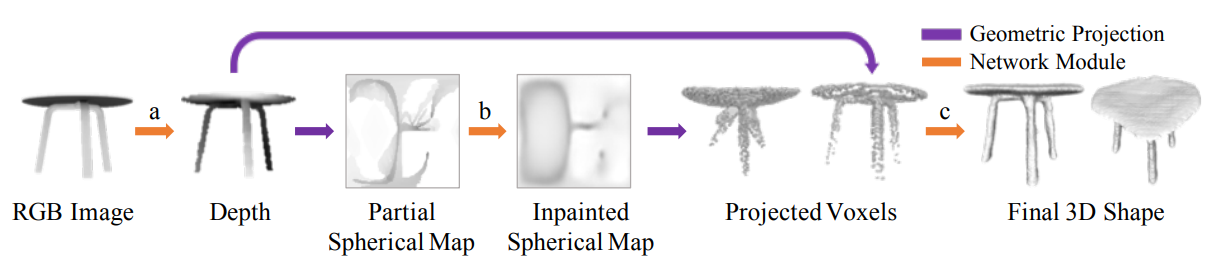 Geometric Projection
Network Module
a
b
c
RGB Image
Depth
Partial
Spherical Map
Inpainted
Spherical Map
Projected Voxels
Final 3D Shape